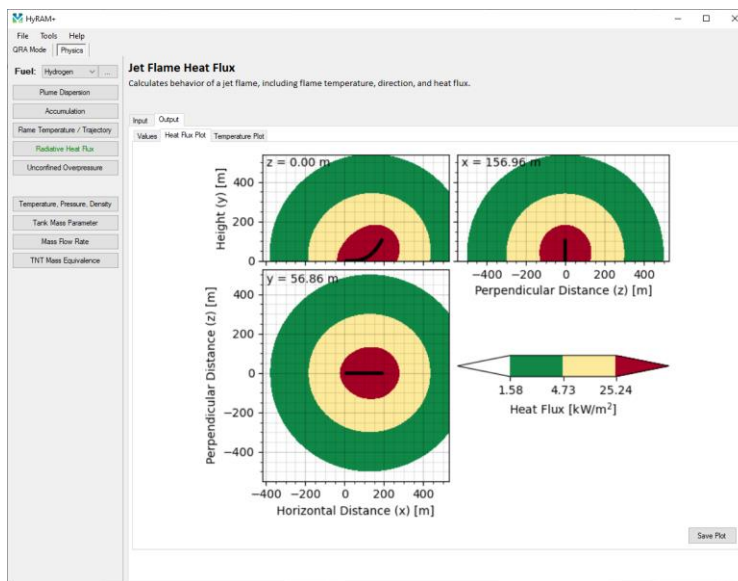 HyRAM+
File Tools Help
QRA Mode Physics
Fuel: Hydrogen ...
Plume Dispersion
Accumulation
Flame Temperature / Trajectory
Radiative Heat Flux
Unconfined Overpressure
Temperature, Pressure, Density
Tank Mass Parameter
Mass Flow Rate
TNT Mass Equivalence
Jet Flame Heat Flux
Calculates behavior of a jet flame, including flame temperature, direction, and heat flux.
Input Output
Values Heat Flux Plot Temperature Plot
z = 0.00 m
400
200
0
Height (y) [m]
x = 156.96 m
−400 −200 0 200 400
Perpendicular Distance (z) [m]
y = 56.86 m
400
200
0
−200
−400
Perpendicular Distance (z) [m]
−400 −200 0 200 400
Horizontal Distance (x) [m]
1.58 4.73 25.24
Heat Flux [kW/m²]
Save Plot